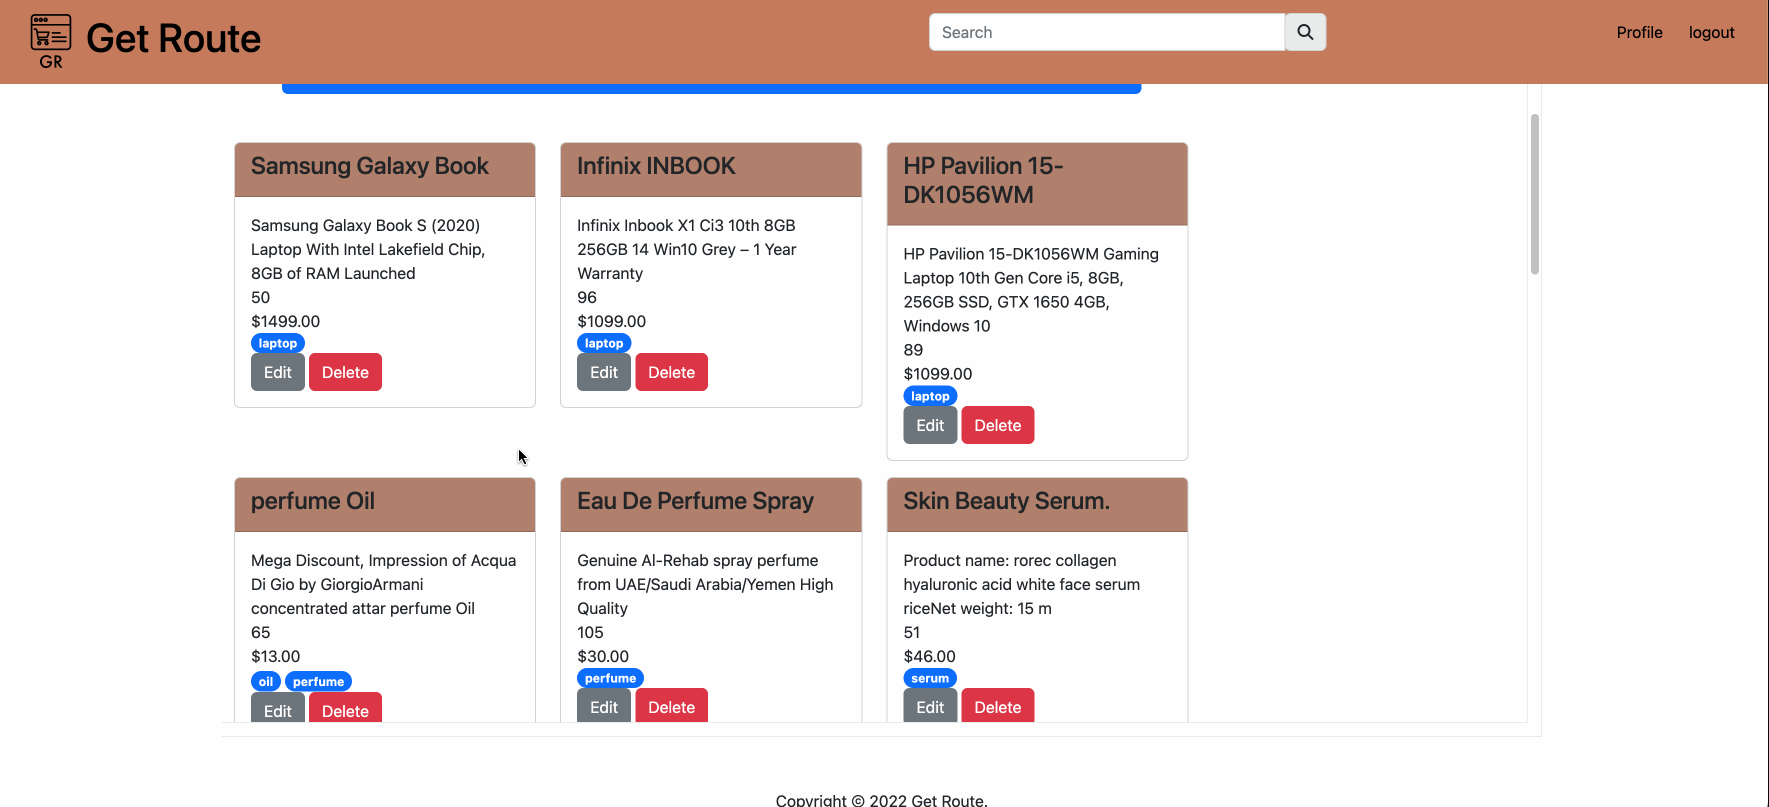 GR
Get Route
Search
Profile
logout
Samsung Galaxy Book
Samsung Galaxy Book S (2020)
Laptop With Intel Lakefield Chip,
8GB of RAM Launched
50
$1499.00
laptop
Edit
Delete
Infinix INBOOK
Infinix Inbook X1 Ci3 10th 8GB
256GB 14 Win10 Grey – 1 Year
Warranty
96
$1099.00
laptop
Edit
Delete
HP Pavilion 15-
DK1056WM
HP Pavilion 15-DK1056WM Gaming
Laptop 10th Gen Core i5, 8GB,
256GB SSD, GTX 1650 4GB,
Windows 10
89
$1099.00
laptop
Edit
Delete
perfume Oil
Mega Discount, Impression of Acqua
Di Gio by GiorgioArmani
concentrated attar perfume Oil
65
$13.00
oil
perfume
Edit
Delete
Eau De Perfume Spray
Genuine Al-Rehab spray perfume
from UAE/Saudi Arabia/Yemen High
Quality
105
$30.00
perfume
Edit
Delete
Skin Beauty Serum.
Product name: rorec collagen
hyaluronic acid white face serum
riceNet weight: 15 m
51
$46.00
serum
Edit
Delete
Copyright © 2022 Get Route.